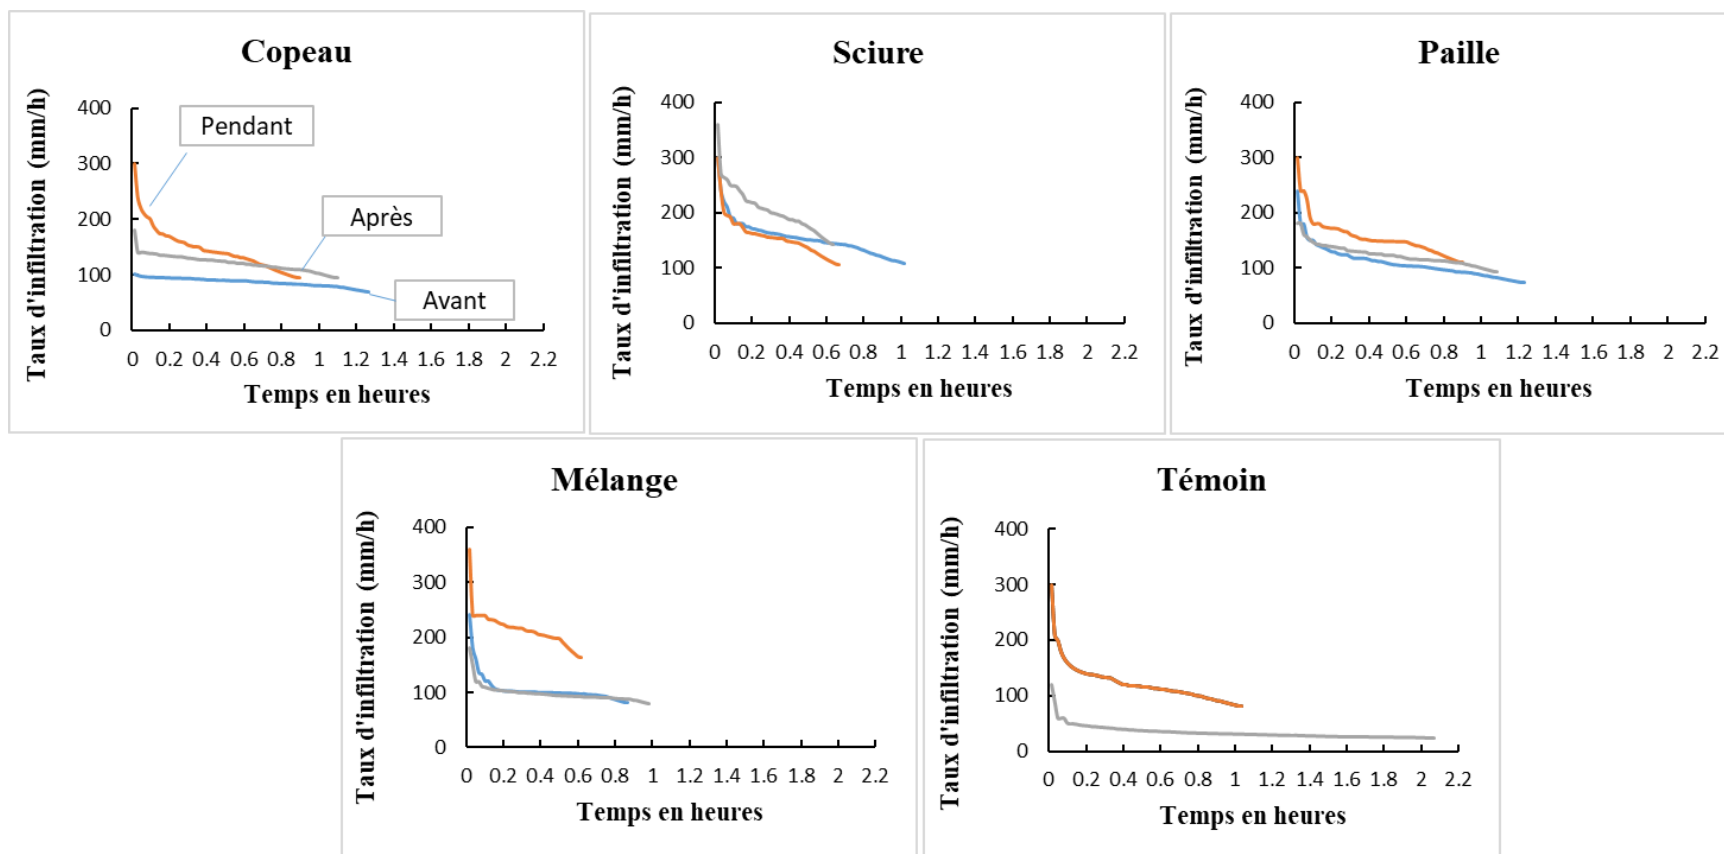 Copeau
Taux d'infiltration (mm/h)
400
300
200
100
0
Pendant
Après
Avant
0 0.2 0.4 0.6 0.8 1 1.2 1.4 1.6 1.8 2 2.2
Temps en heures
Sciure
Taux d'infiltration (mm/h)
400
300
200
100
0
0 0.2 0.4 0.6 0.8 1 1.2 1.4 1.6 1.8 2 2.2
Temps en heures
Paille
Taux d'infiltration (mm/h)
400
300
200
100
0
0 0.2 0.4 0.6 0.8 1 1.2 1.4 1.6 1.8 2 2.2
Temps en heures
Mélange
Taux d'infiltration (mm/h)
400
300
200
100
0
0 0.2 0.4 0.6 0.8 1 1.2 1.4 1.6 1.8 2 2.2
Temps en heures
Témoin
Taux d'infiltration (mm/h)
400
300
200
100
0
0 0.2 0.4 0.6 0.8 1 1.2 1.4 1.6 1.8 2 2.2
Temps en heures